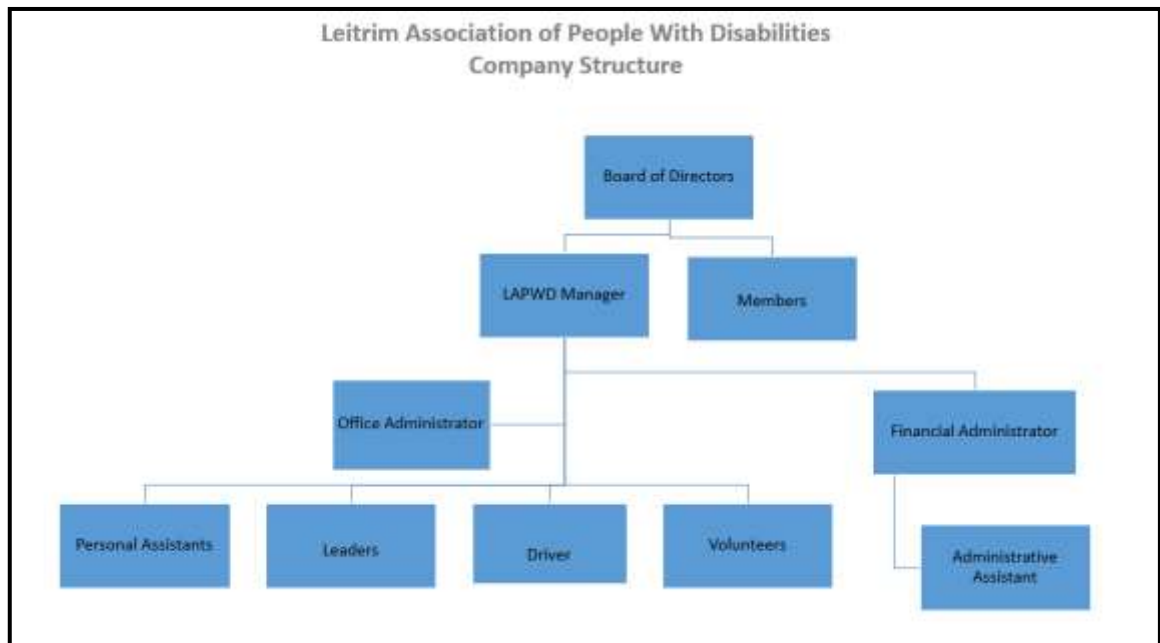 Leitrim Association of People With Disabilities
Company Structure
Board of Directors
LAPWD Manager
Members
Office Administrator
Financial Administrator
Personal Assistants
Leaders
Driver
Volunteers
Administrative
Assistant